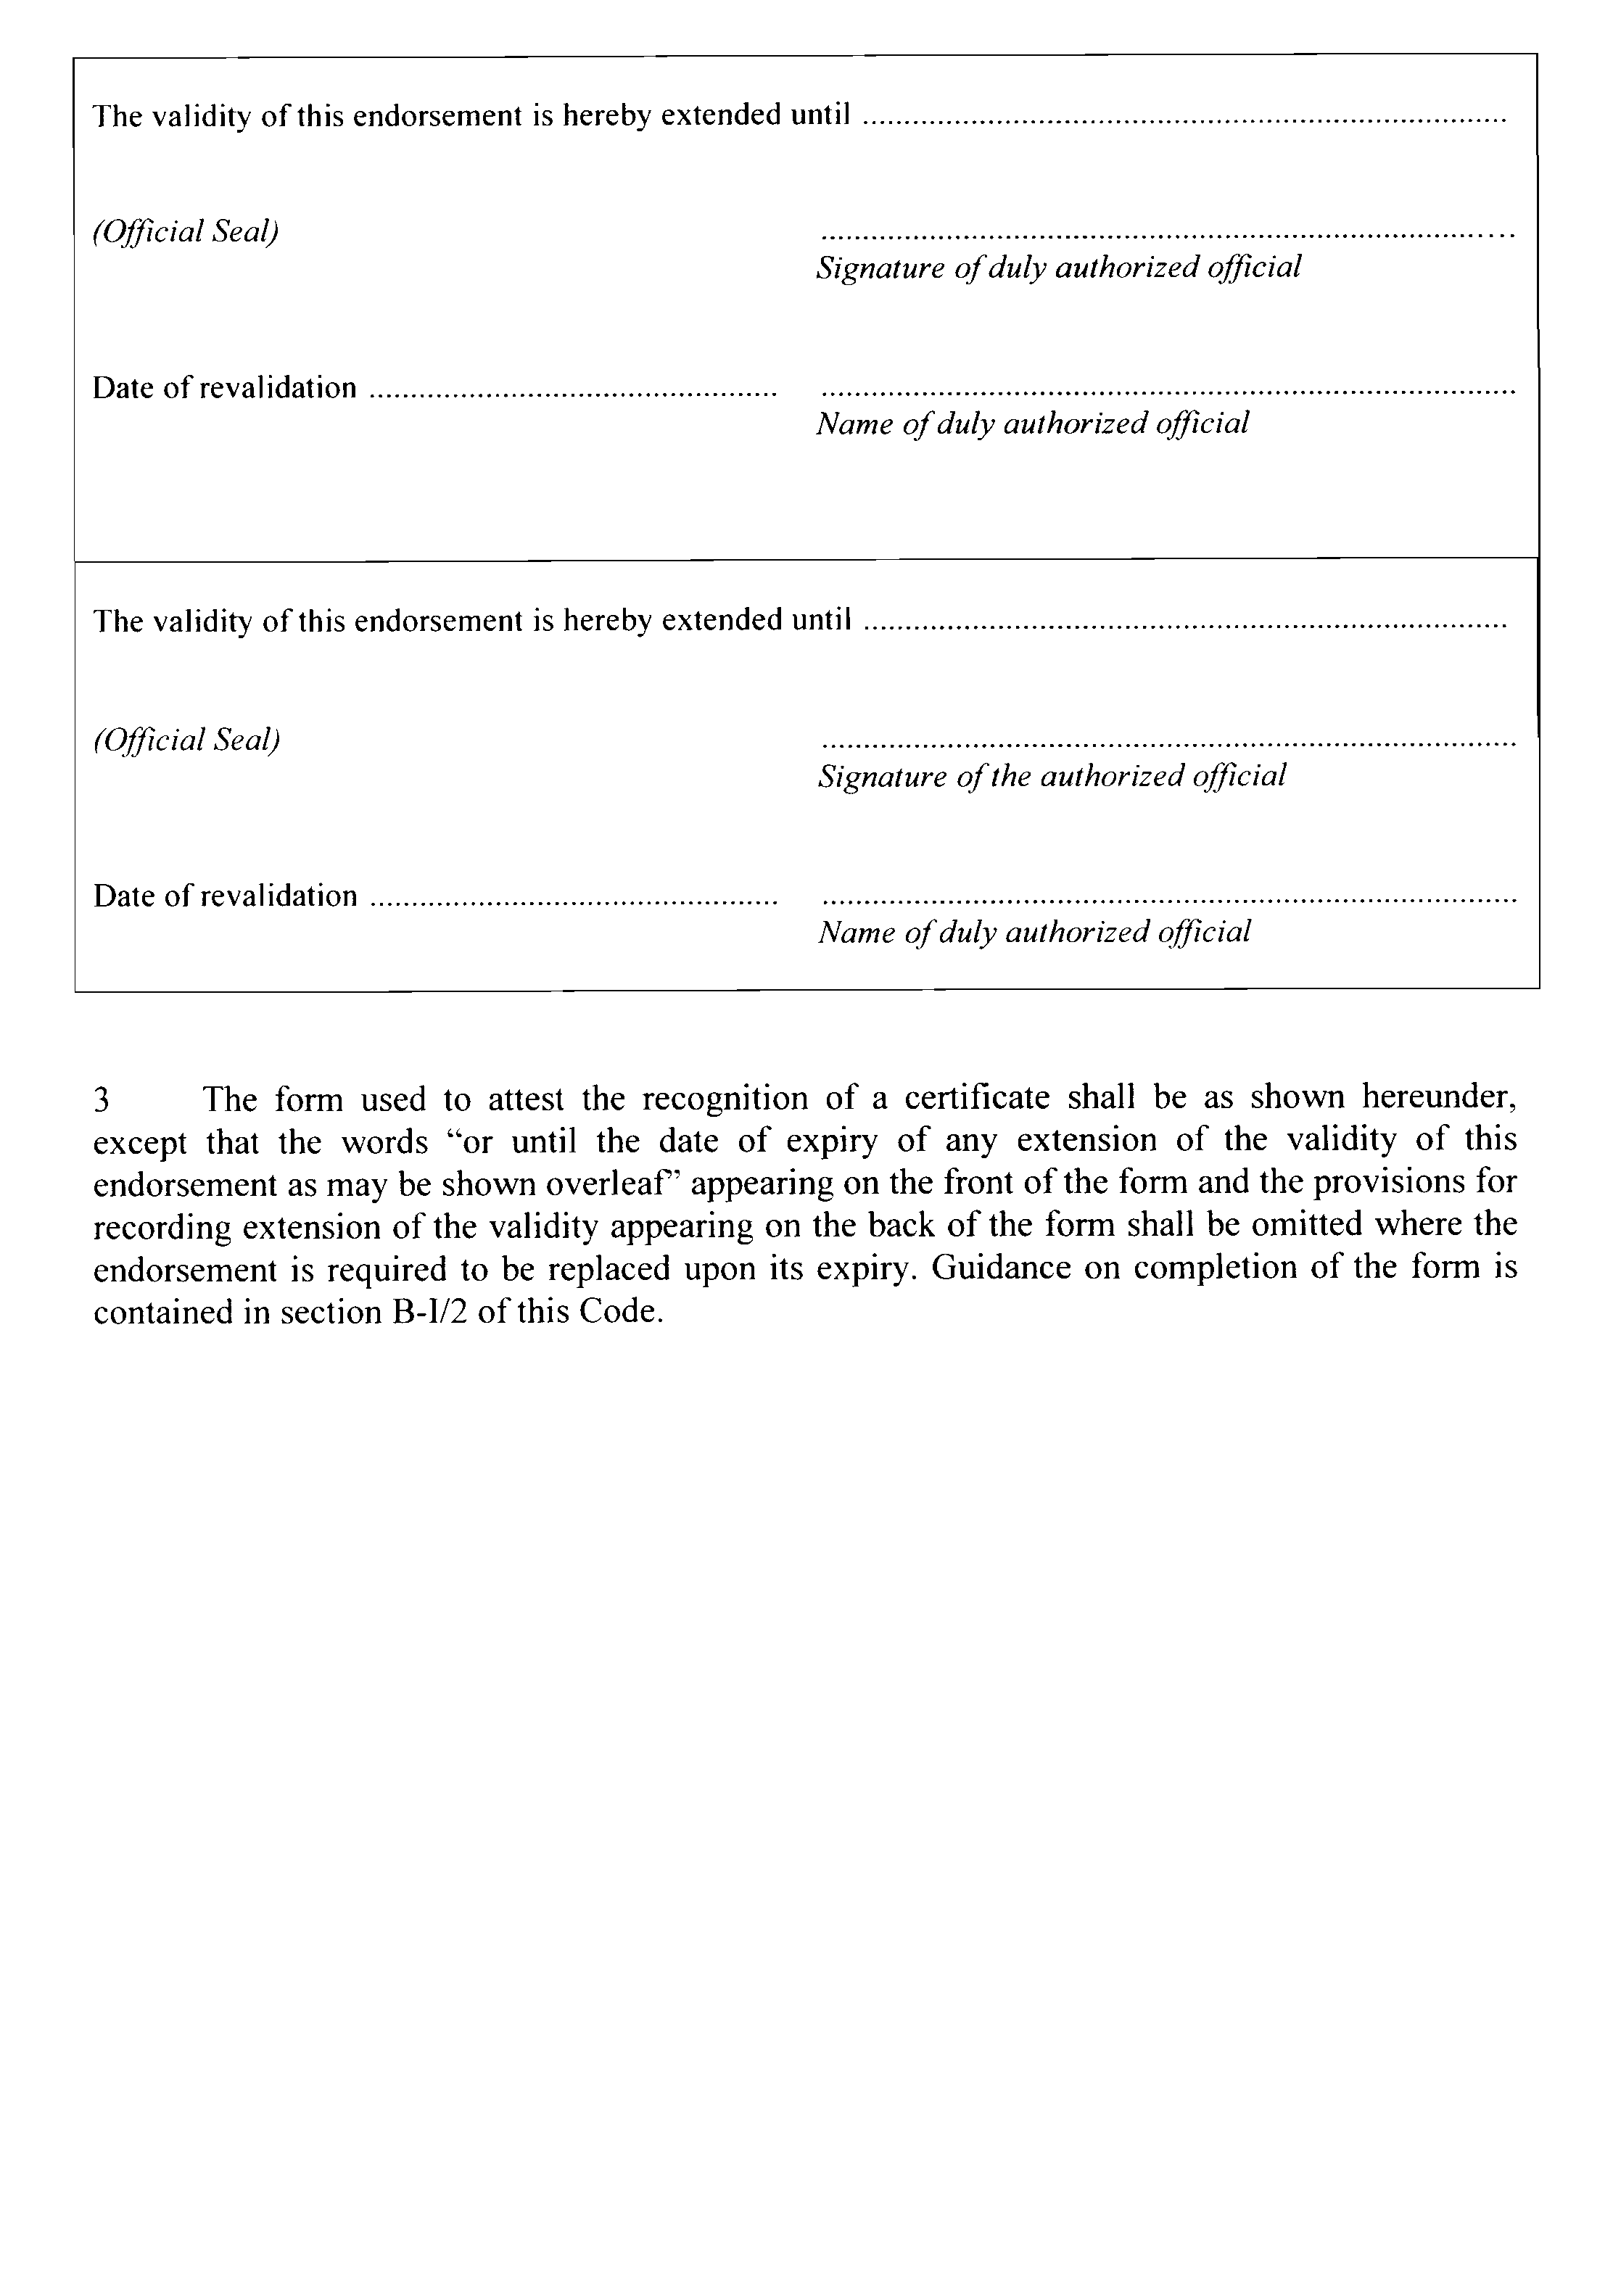 The validity of this endorsement is hereby extended until ............................................................................
(Official Seal) ...................................................................................
Signature of duly authorized official
Date of revalidation ................................................ ...................................................................................
Name of duly authorized official
The validity of this endorsement is hereby extended until ............................................................................
(Official Seal) ...................................................................................
Signature of the authorized official
Date of revalidation ................................................ ...................................................................................
Name of duly authorized official
3 The form used to attest the recognition of a certificate shall be as shown hereunder,
except that the words “or until the date of expiry of any extension of the validity of this
endorsement as may be shown overleaf” appearing on the front of the form and the provisions for
recording extension of the validity appearing on the back of the form shall be omitted where the
endorsement is required to be replaced upon its expiry. Guidance on completion of the form is
contained in section B-I/2 of this Code.